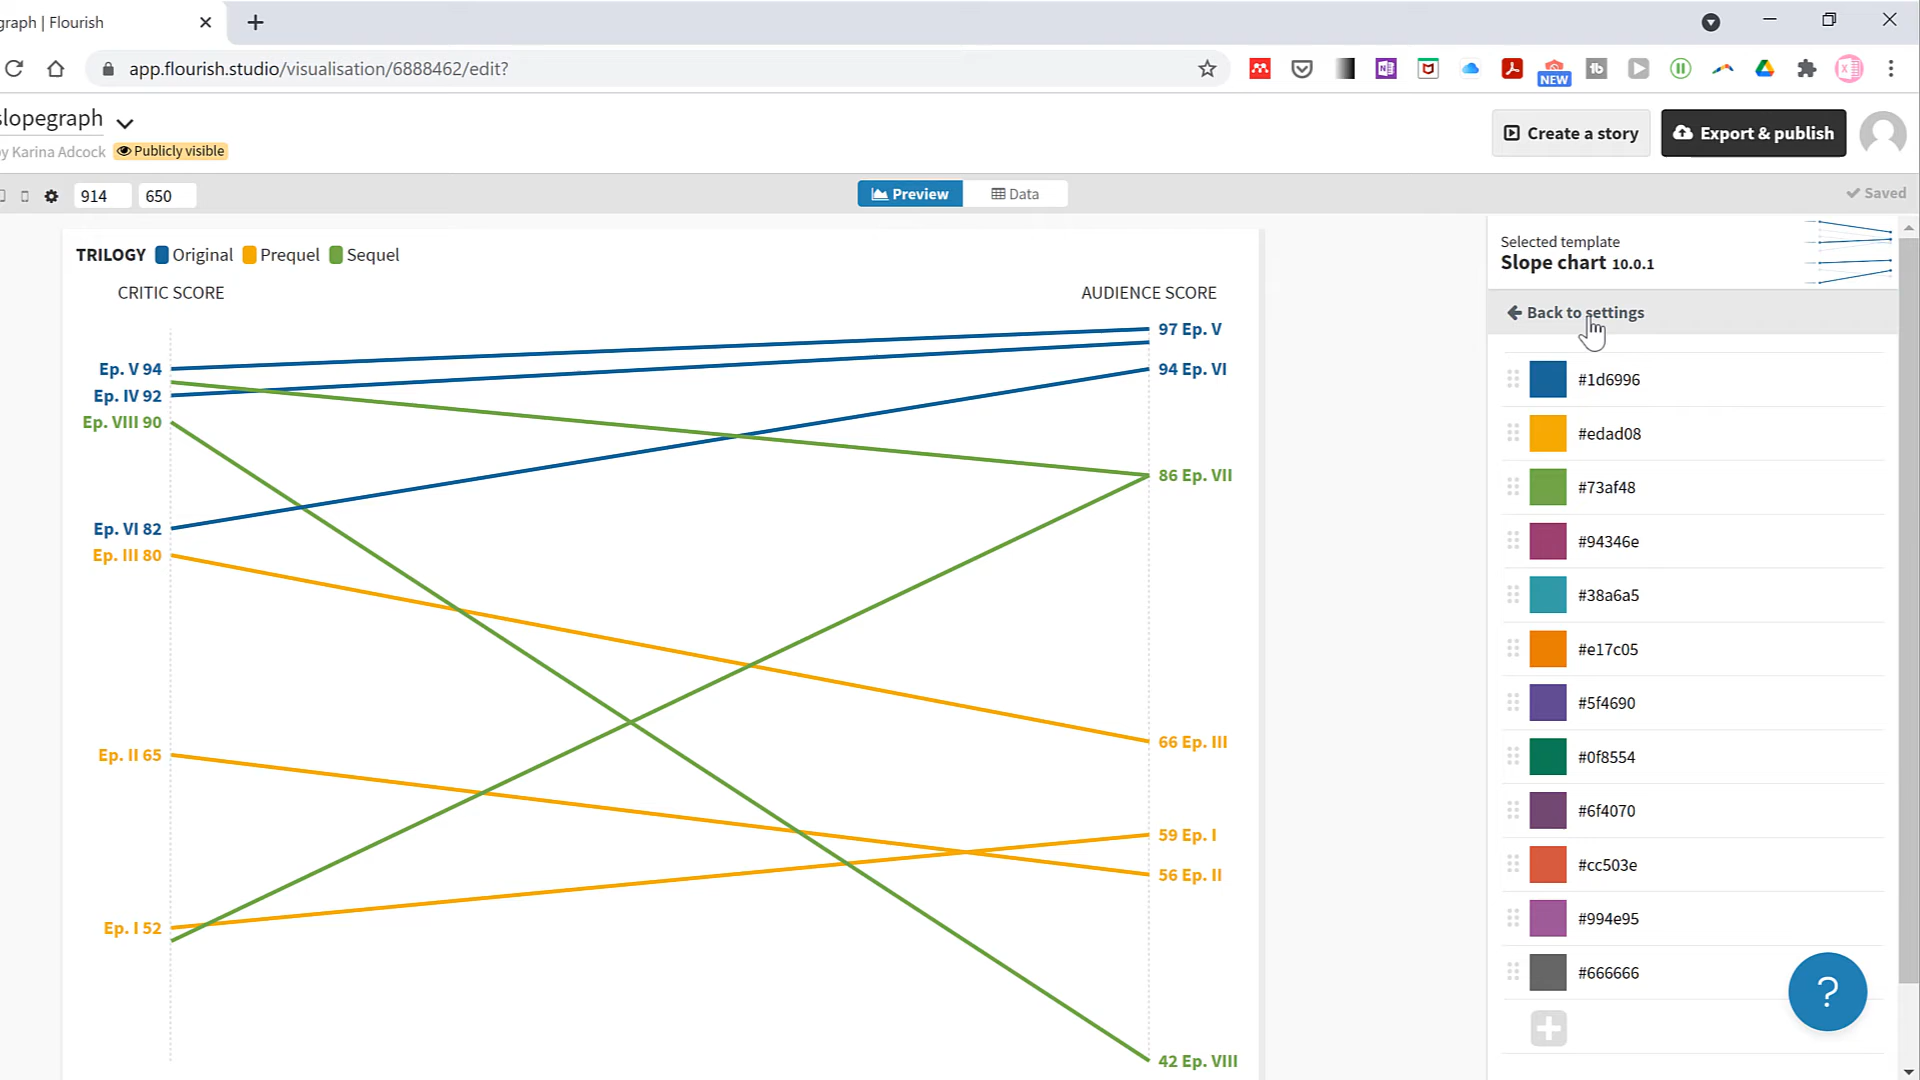 graph | Flourish
app.flourish.studio/visualisation/6888462/edit?
NEW
slopegraph
by Karina Adcock
Publicly visible
Create a story
Export & publish
914
650
Preview
Data
Saved
TRILOGY Original Prequel Sequel
CRITIC SCORE
AUDIENCE SCORE
97 Ep. V
Ep. V 94
94 Ep. VI
Ep. IV 92
Ep. VIII 90
86 Ep. VII
Ep. VI 82
Ep. III 80
66 Ep. III
Ep. II 65
59 Ep. I
56 Ep. II
Ep. I 52
42 Ep. VIII
Selected template
Slope chart 10.0.1
Back to settings
#1d6996
#edad08
#73af48
#94346e
#38a6a5
#e17c05
#5f4690
#0f8554
#6f4070
#cc503e
#994e95
#666666
?